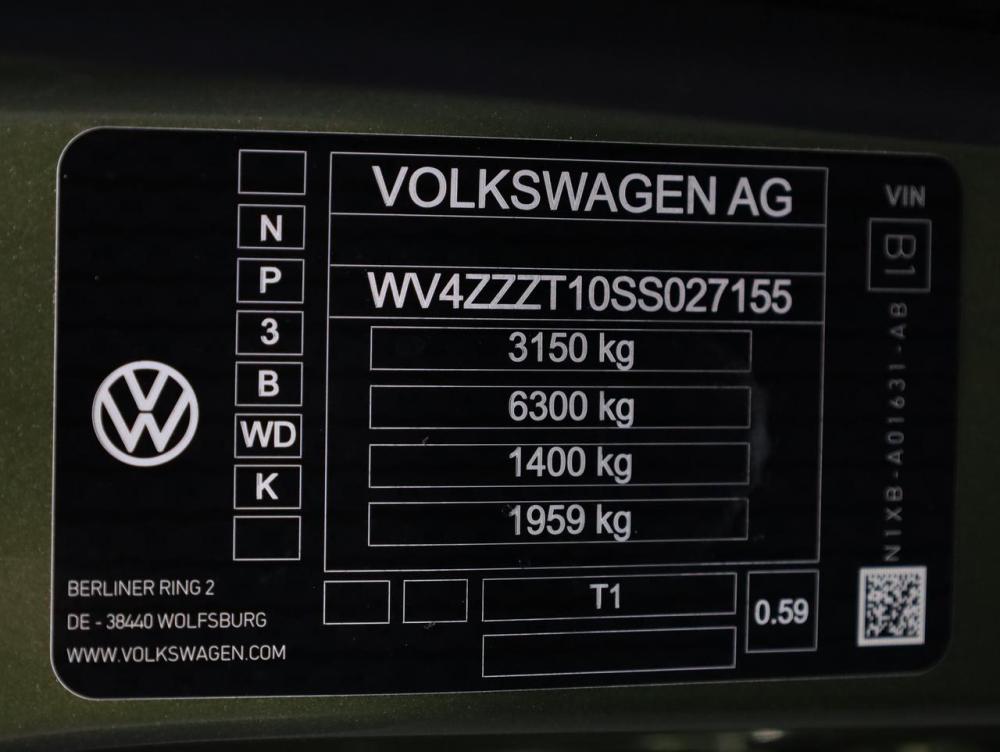 VOLKSWAGEN AG
WV4ZZZT10SS027155
3150 kg
6300 kg
1400 kg
1959 kg
N
P
3
B
WD
K
T1
0.59
BERLINER RING 2
DE - 38440 WOLFSBURG
WWW.VOLKSWAGEN.COM
VIN
B1
N1XB-A01631-AB